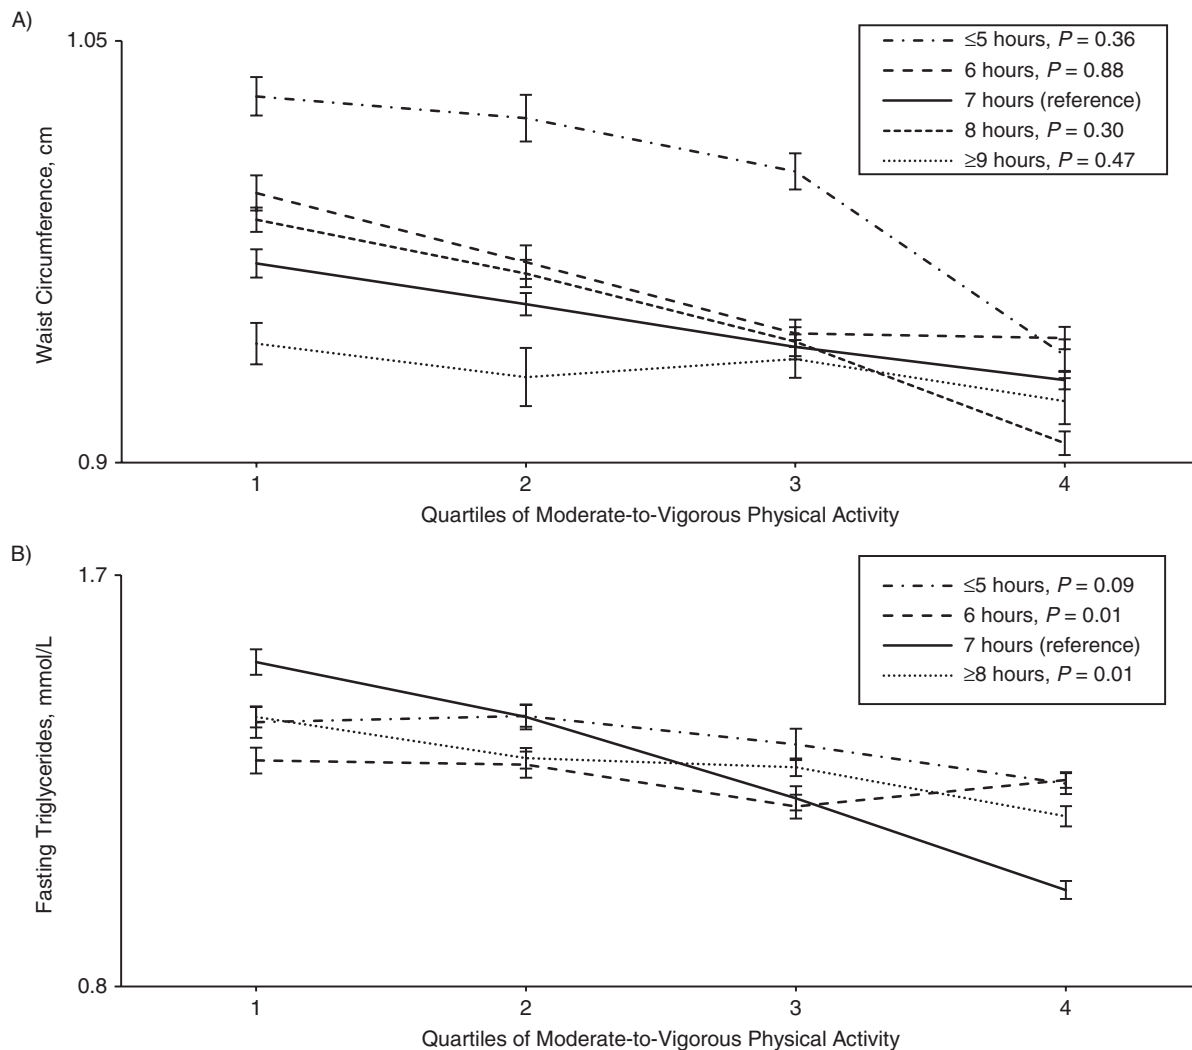 A)
1.05
≤5 hours, P = 0.36
6 hours, P = 0.88
7 hours (reference)
8 hours, P = 0.30
≥9 hours, P = 0.47
Waist Circumference, cm
0.9
1
2
3
4
Quartiles of Moderate-to-Vigorous Physical Activity
B)
1.7
≤5 hours, P = 0.09
6 hours, P = 0.01
7 hours (reference)
≥8 hours, P = 0.01
Fasting Triglycerides, mmol/L
0.8
1
2
3
4
Quartiles of Moderate-to-Vigorous Physical Activity